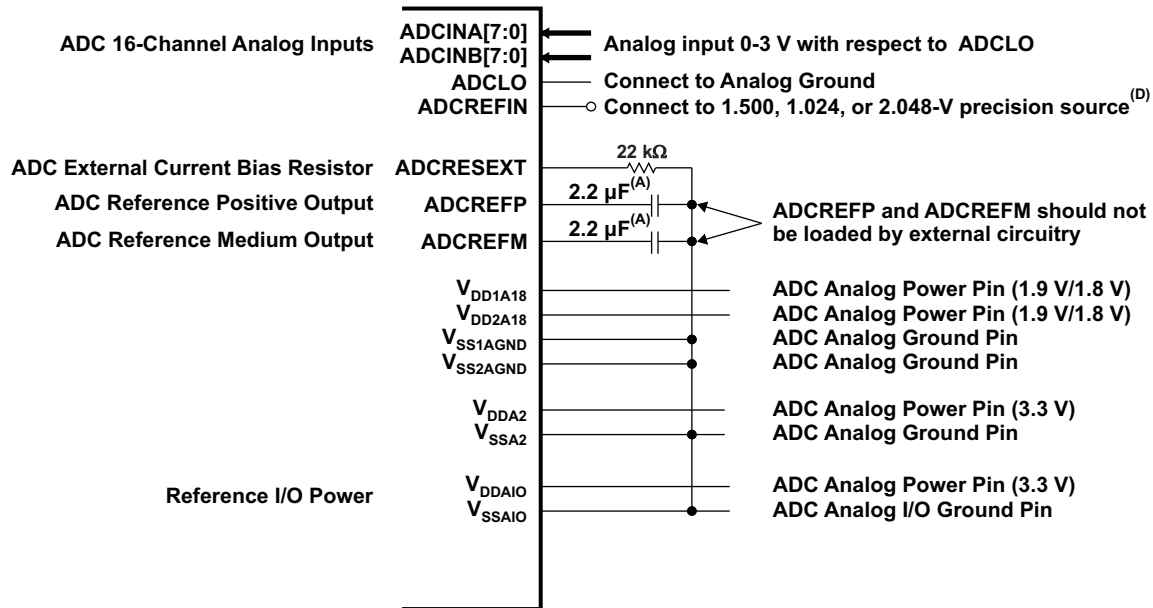 ADC 16-Channel Analog Inputs
ADCINA[7:0]
ADCINB[7:0]
Analog input 0-3 V with respect to ADCLO
ADCLO
Connect to Analog Ground
ADCREFIN
Connect to 1.500, 1.024, or 2.048-V precision source(D)
22 kΩ
ADC External Current Bias Resistor
ADCRESEXT
2.2 µF(A)
ADC Reference Positive Output
ADCREFP
ADCREFP and ADCREFM should not
be loaded by external circuitry
2.2 µF(A)
ADC Reference Medium Output
ADCREFM
VDD1A18
ADC Analog Power Pin (1.9 V/1.8 V)
VDD2A18
ADC Analog Power Pin (1.9 V/1.8 V)
VSS1AGND
ADC Analog Ground Pin
VSS2AGND
ADC Analog Ground Pin
VDDA2
ADC Analog Power Pin (3.3 V)
VSSA2
ADC Analog Ground Pin
Reference I/O Power
VDDAIO
ADC Analog Power Pin (3.3 V)
VSSAIO
ADC Analog I/O Ground Pin